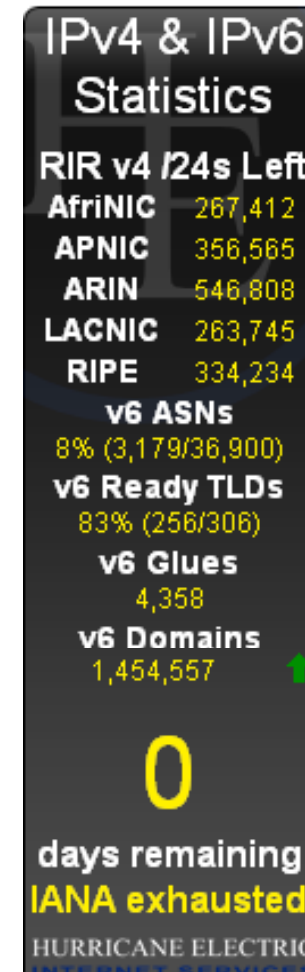 IPv4 & IPv6
Statistics
RIR v4 /24s Left
AfriNIC 267,412
APNIC 356,565
ARIN 546,808
LACNIC 263,745
RIPE 334,234
v6 ASNs
8% (3,179/36,900)
v6 Ready TLDs
83% (256/306)
v6 Glues
4,358
v6 Domains
1,454,557
0
days remaining
IANA exhausted
HURRICANE ELECTRIC
INTERNET SERVICES